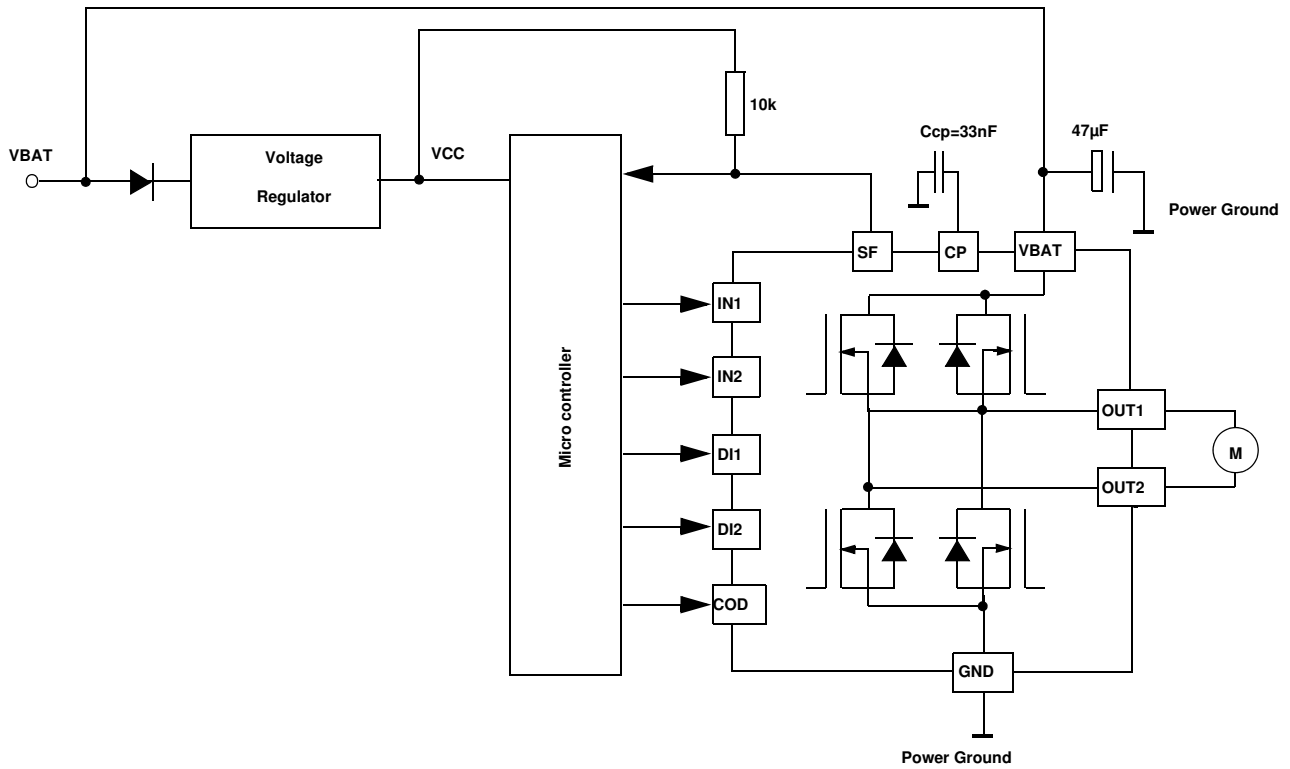 10k
Ccp=33nF
47µF
VBAT
Voltage
Regulator
VCC
Power Ground
SF
CP
VBAT
IN1
IN2
Micro controller
OUT1
DI1
M
OUT2
DI2
COD
GND
Power Ground